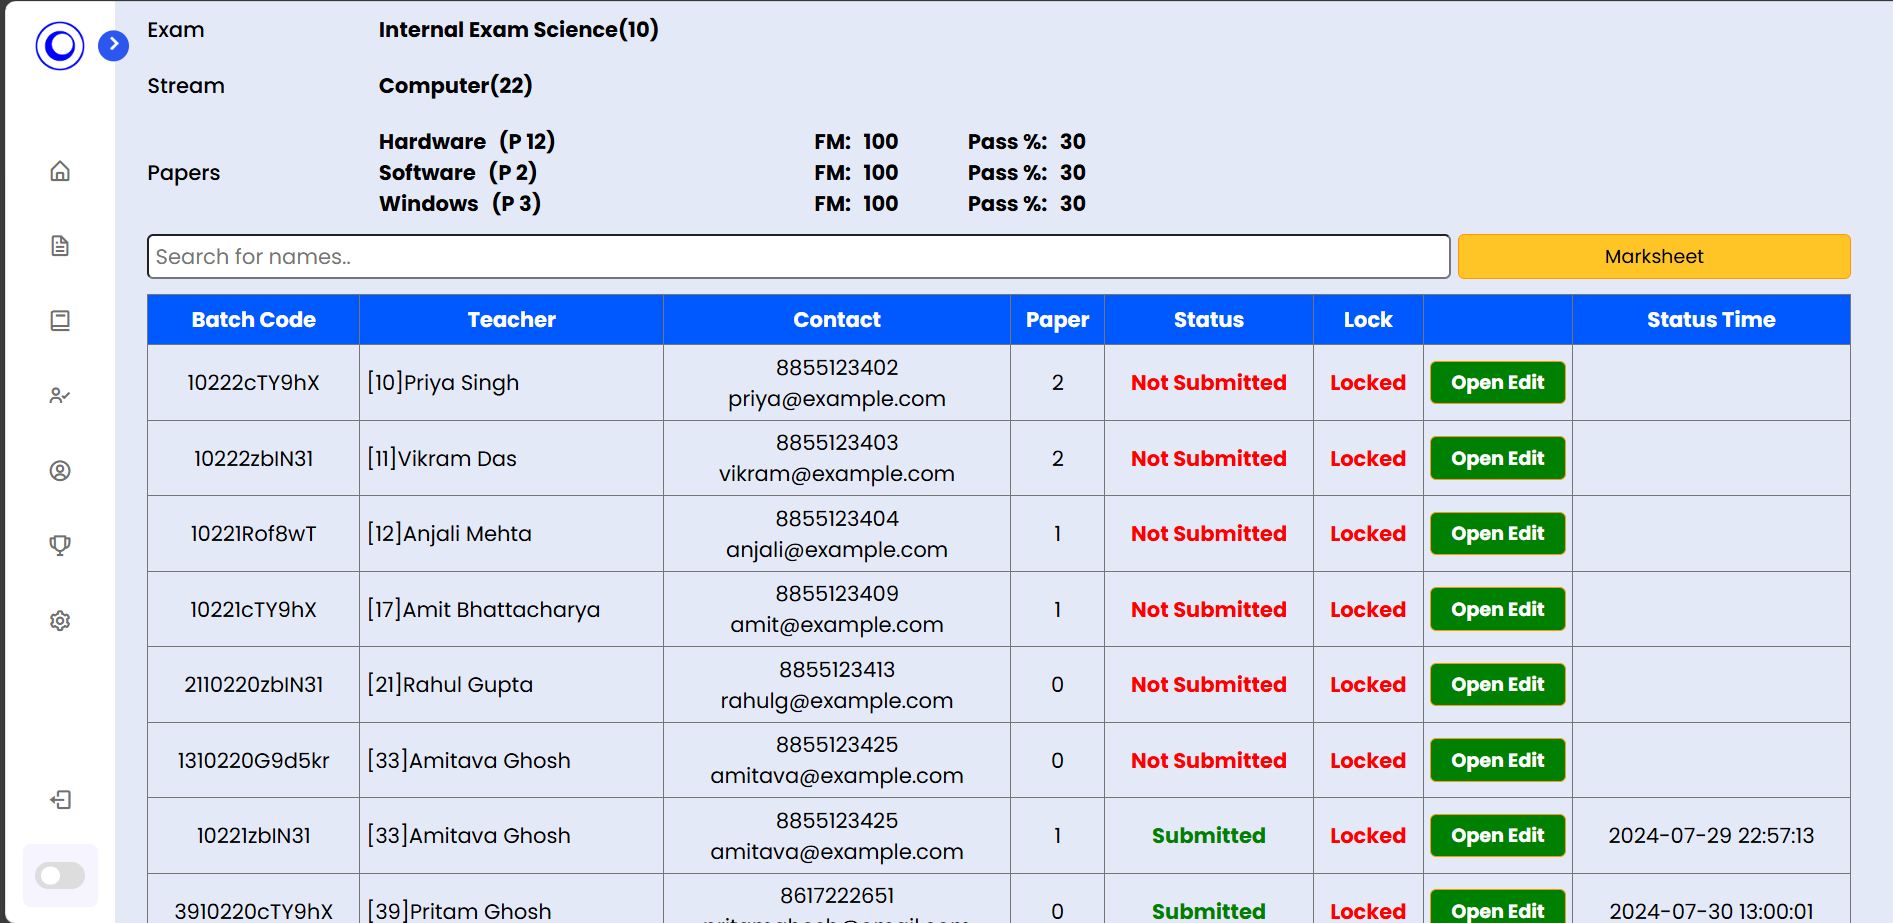 Exam Internal Exam Science(10)
Stream Computer(22)
Papers
Hardware (P 12) FM: 100 Pass %: 30
Software (P 2) FM: 100 Pass %: 30
Windows (P 3) FM: 100 Pass %: 30
Search for names..
Marksheet
Batch Code Teacher Contact Paper Status Lock Status Time
10222cTY9hX [10]Priya Singh 8855123402 2 Not Submitted Locked Open Edit
priya@example.com
10222zbIN31 [11]Vikram Das 8855123403 2 Not Submitted Locked Open Edit
vikram@example.com
10221Rof8wT [12]Anjali Mehta 8855123404 1 Not Submitted Locked Open Edit
anjali@example.com
10221cTY9hX [17]Amit Bhattacharya 8855123409 1 Not Submitted Locked Open Edit
amit@example.com
2110220zbIN31 [21]Rahul Gupta 8855123413 0 Not Submitted Locked Open Edit
rahulg@example.com
1310220G9d5kr [33]Amitava Ghosh 8855123425 0 Not Submitted Locked Open Edit
amitava@example.com
10221zbIN31 [33]Amitava Ghosh 8855123425 1 Submitted Locked Open Edit 2024-07-29 22:57:13
amitava@example.com
3910220cTY9hX [39]Pritam Ghosh 8617222651 0 Submitted Locked Open Edit 2024-07-30 13:00:01